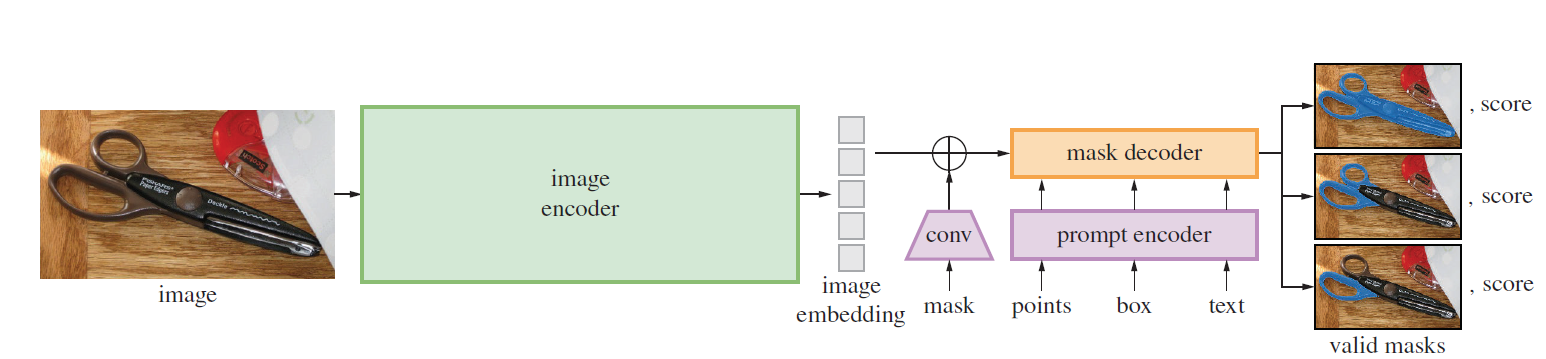 image
image
encoder
image
embedding
conv
mask
mask decoder
prompt encoder
points
box
text
, score
, score
, score
valid masks